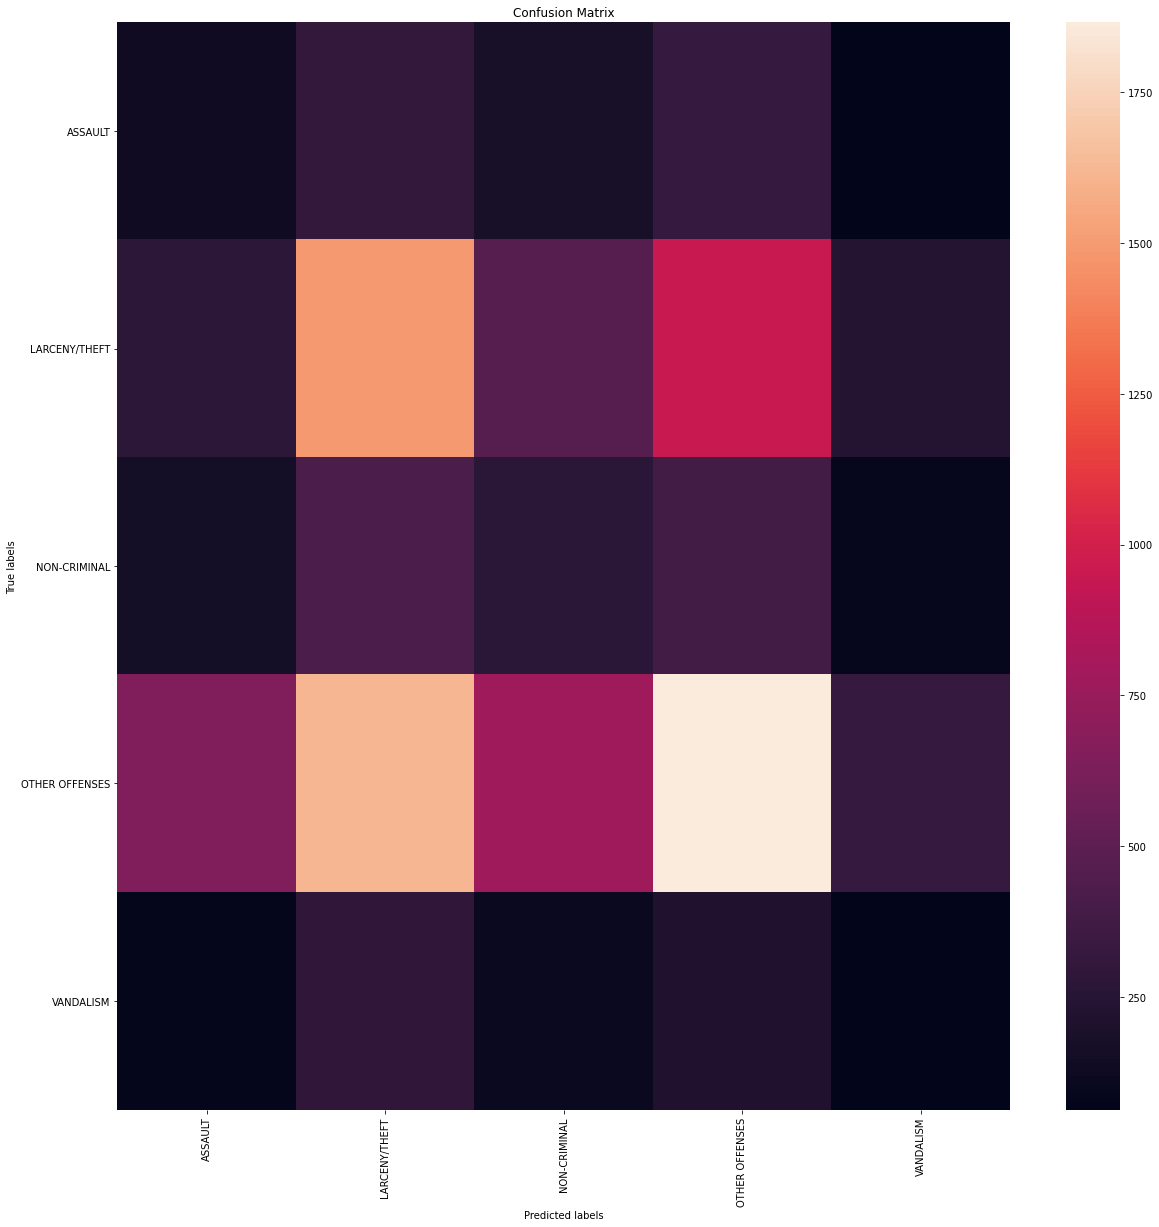 Confusion Matrix
True labels
ASSAULT
LARCENY/THEFT
NON-CRIMINAL
OTHER OFFENSES
VANDALISM
ASSAULT
LARCENY/THEFT
NON-CRIMINAL
OTHER OFFENSES
VANDALISM
Predicted labels
1750
1500
1250
1000
750
500
250